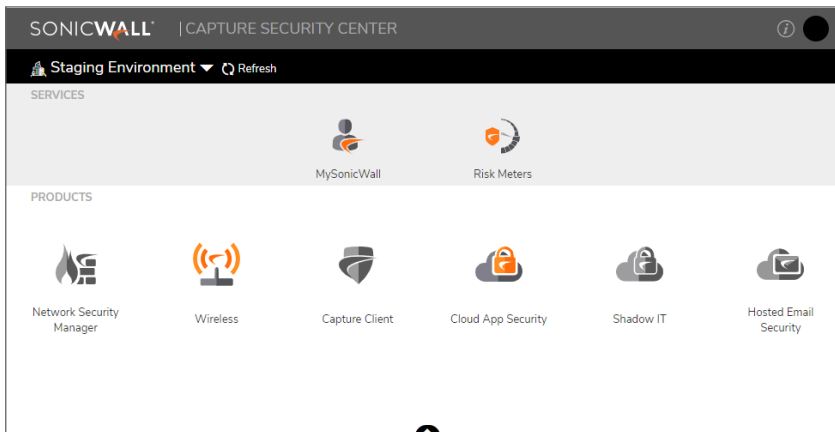 SONICWALL | CAPTURE SECURITY CENTER
Staging Environment Refresh
SERVICES
MySonicWall Risk Meters
PRODUCTS
Network Security Manager
Wireless
Capture Client
Cloud App Security
Shadow IT
Hosted Email Security